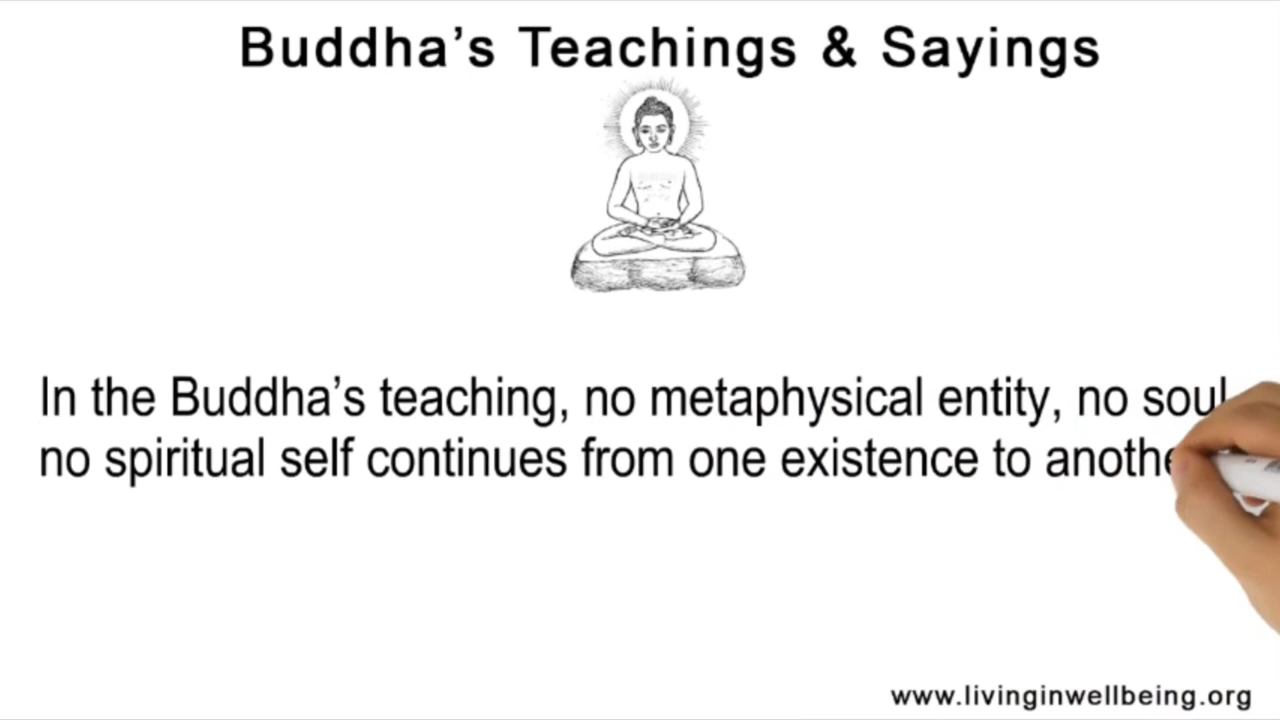 Buddha’s Teachings & Sayings
In the Buddha’s teaching, no metaphysical entity, no soul
no spiritual self continues from one existence to
www.livinginwellbeing.org